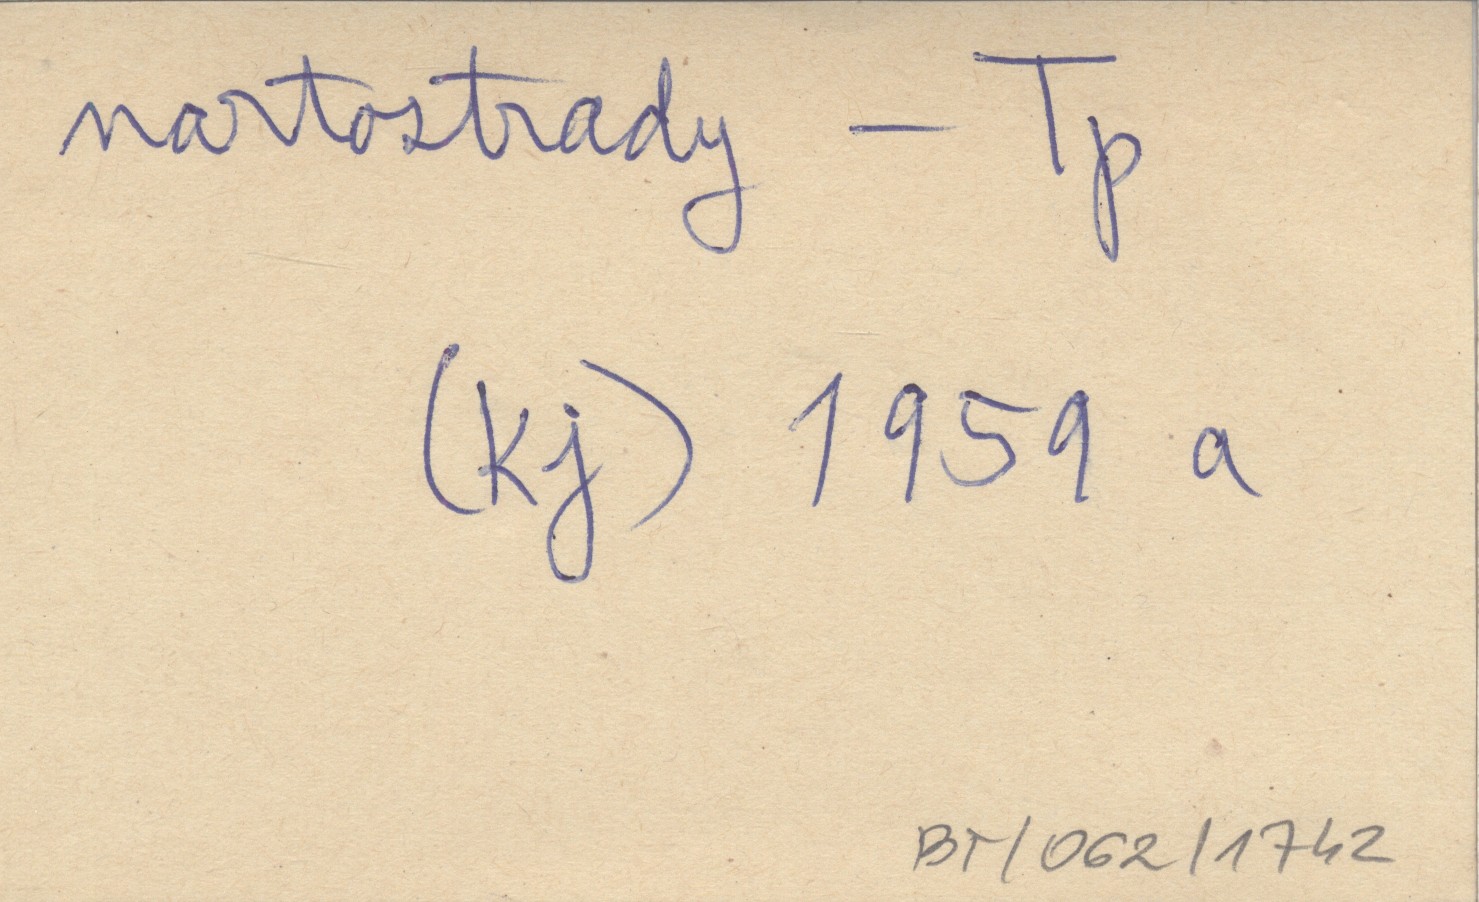 nartostrady - Tp
(kj) 1959 a
BT/062/1742